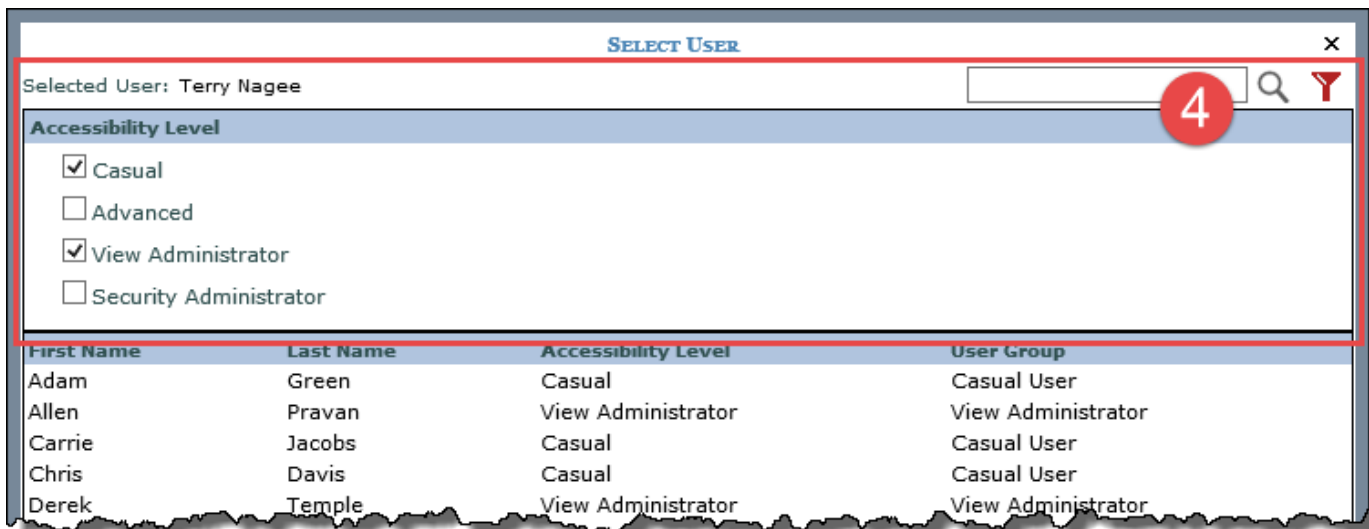 SELECT USER ×
Selected User: Terry Nagee
4
Accessibility Level
Casual
Advanced
View Administrator
Security Administrator
First Name Last Name Accessibility Level User Group
Adam Green Casual Casual User
Allen Pravan View Administrator View Administrator
Carrie Jacobs Casual Casual User
Chris Davis Casual Casual User
Derek Temple View Administrator View Administrator